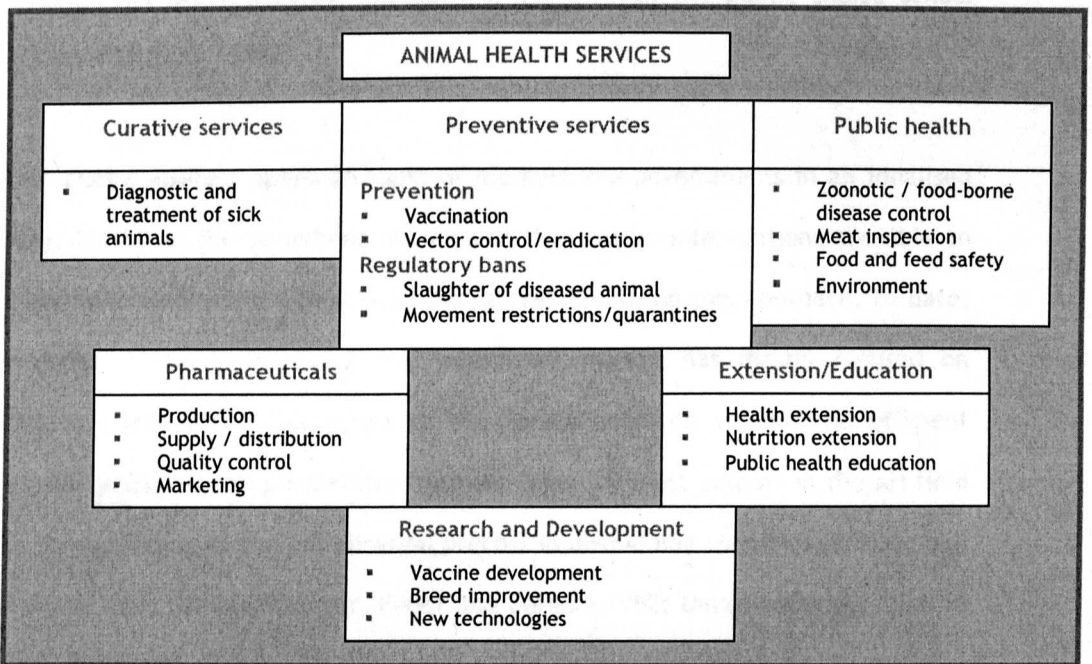 ANIMAL HEALTH SERVICES
Curative services
▪ Diagnostic and
treatment of sick
animals
Preventive services
Prevention
▪ Vaccination
▪ Vector control/eradication
Regulatory bans
▪ Slaughter of diseased animal
▪ Movement restrictions/quarantines
Public health
▪ Zoonotic / food-borne
disease control
▪ Meat inspection
▪ Food and feed safety
▪ Environment
Pharmaceuticals
▪ Production
▪ Supply / distribution
▪ Quality control
▪ Marketing
Extension/Education
▪ Health extension
▪ Nutrition extension
▪ Public health education
Research and Development
▪ Vaccine development
▪ Breed improvement
▪ New technologies